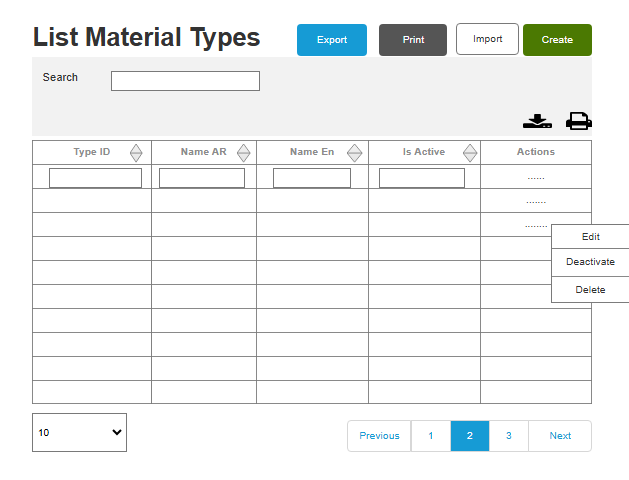 List Material Types
Export
Print
Import
Create
Search
Type ID
Name AR
Name En
Is Active
Actions
......
.......
........
Edit
Deactivate
Delete
10
Previous
1
2
3
Next